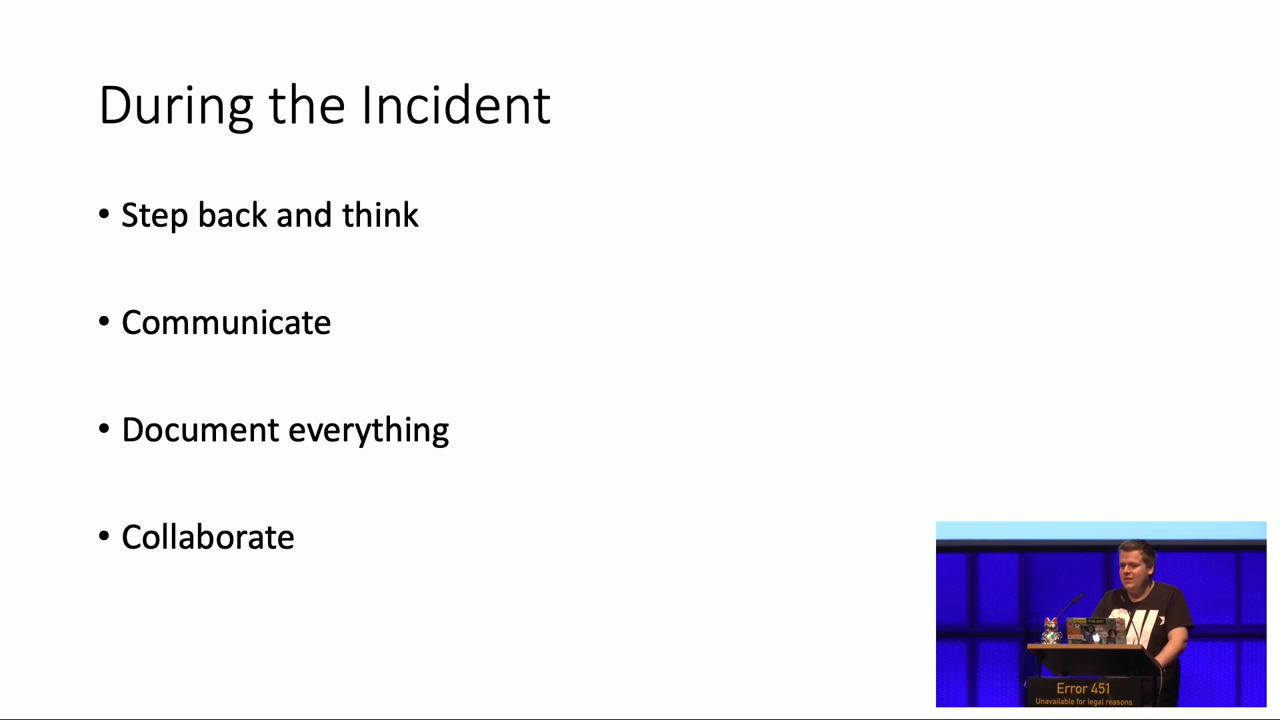 During the Incident
• Step back and think
• Communicate
• Document everything
• Collaborate
Error 451
Unavailable for legal reasons